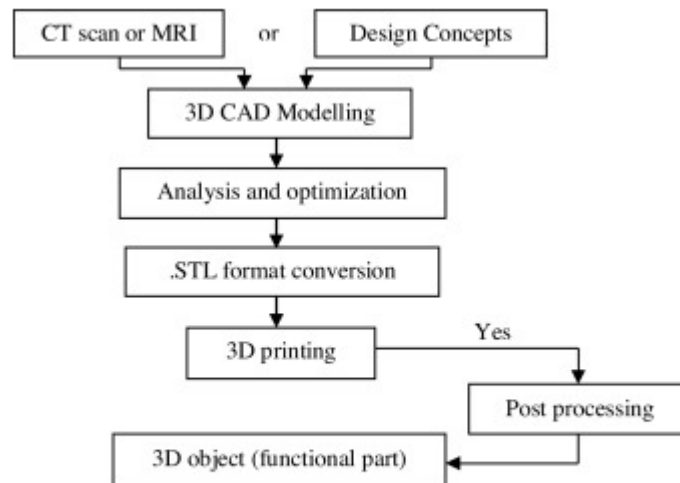 CT scan or MRI or Design Concepts
3D CAD Modelling
Analysis and optimization
.STL format conversion
3D printing
Yes
Post processing
3D object (functional part)